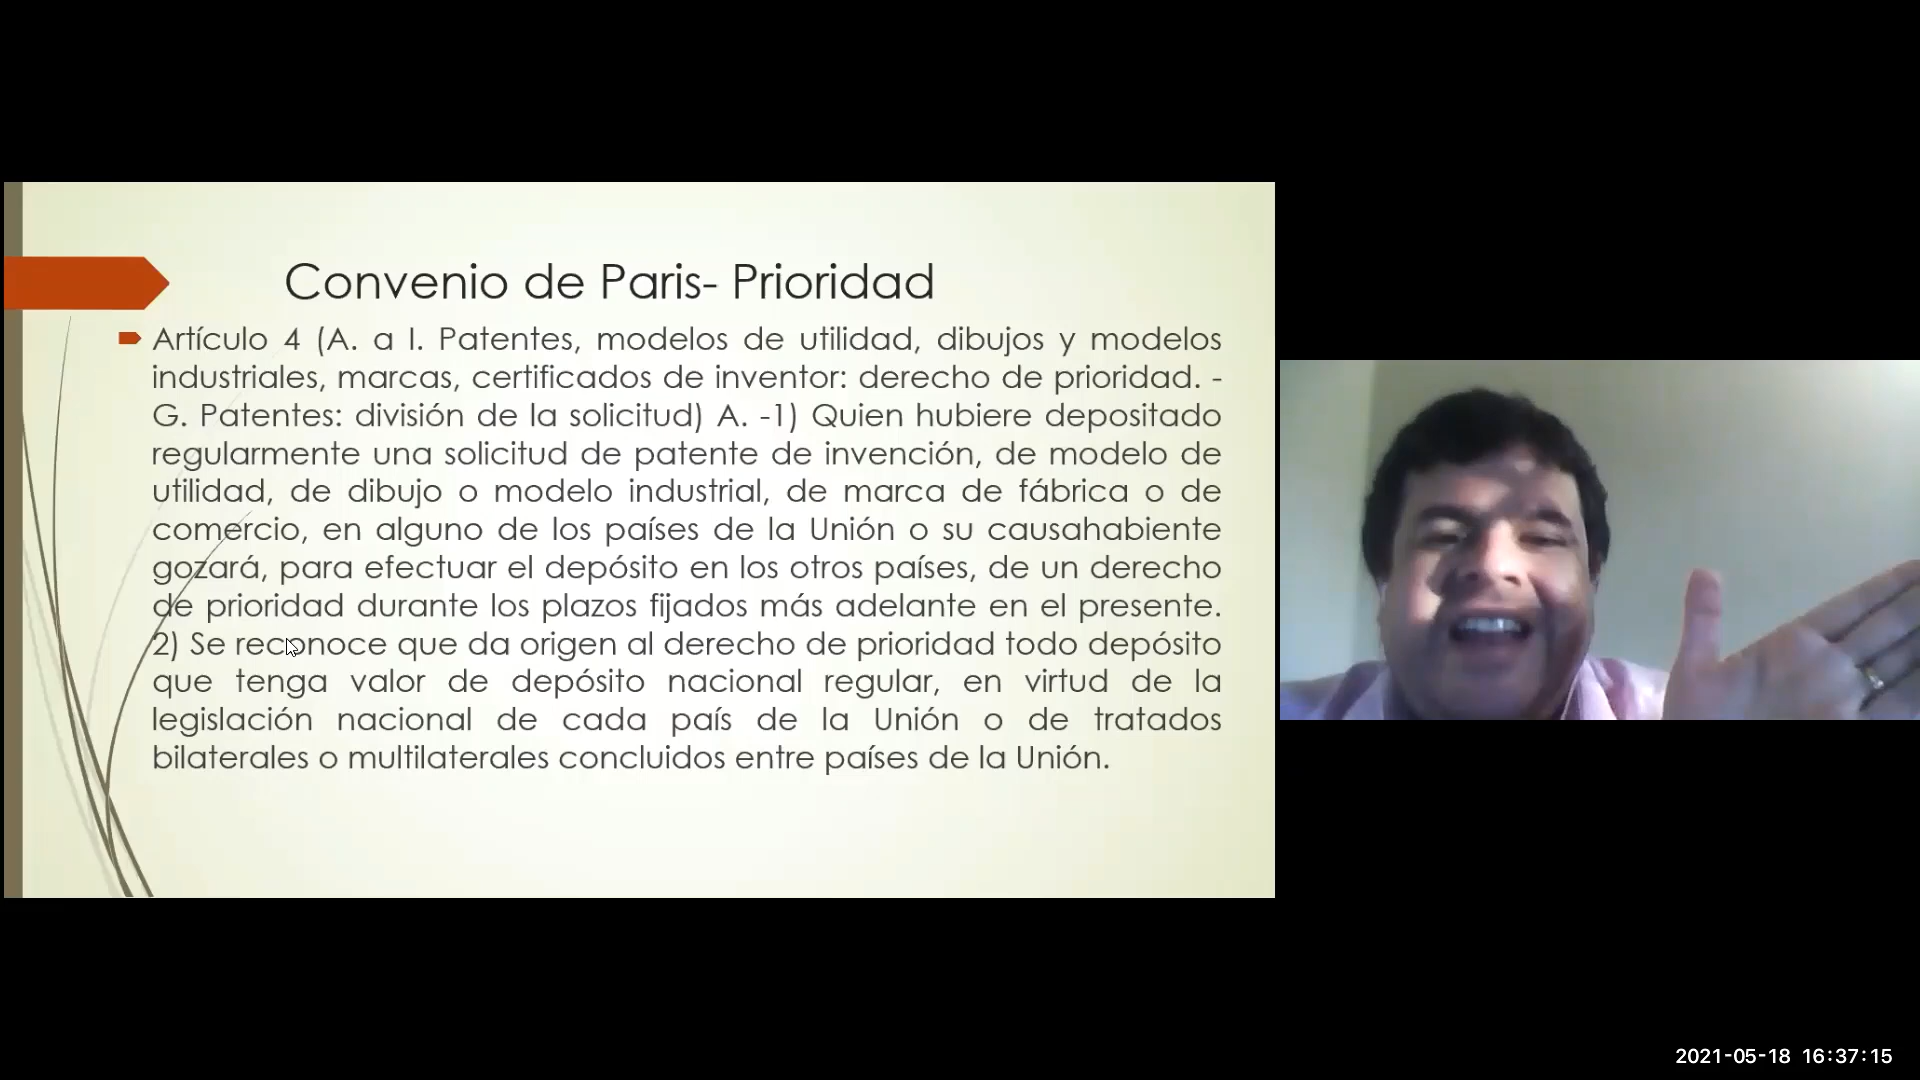 Convenio de Paris- Prioridad
Artículo 4 (A. a I. Patentes, modelos de utilidad, dibujos y modelos
industriales, marcas, certificados de inventor: derecho de prioridad. -
G. Patentes: división de la solicitud) A. -1) Quien hubiere depositado
regularmente una solicitud de patente de invención, de modelo de
utilidad, de dibujo o modelo industrial, de marca de fábrica o de
comercio, en alguno de los países de la Unión o su causahabiente
gozará, para efectuar el depósito en los otros países, de un derecho
de prioridad durante los plazos fijados más adelante en el presente.
2) Se reconoce que da origen al derecho de prioridad todo depósito
que tenga valor de depósito nacional regular, en virtud de la
legislación nacional de cada país de la Unión o de tratados
bilaterales o multilaterales concluidos entre países de la Unión.
2021-05-18 16:37:15